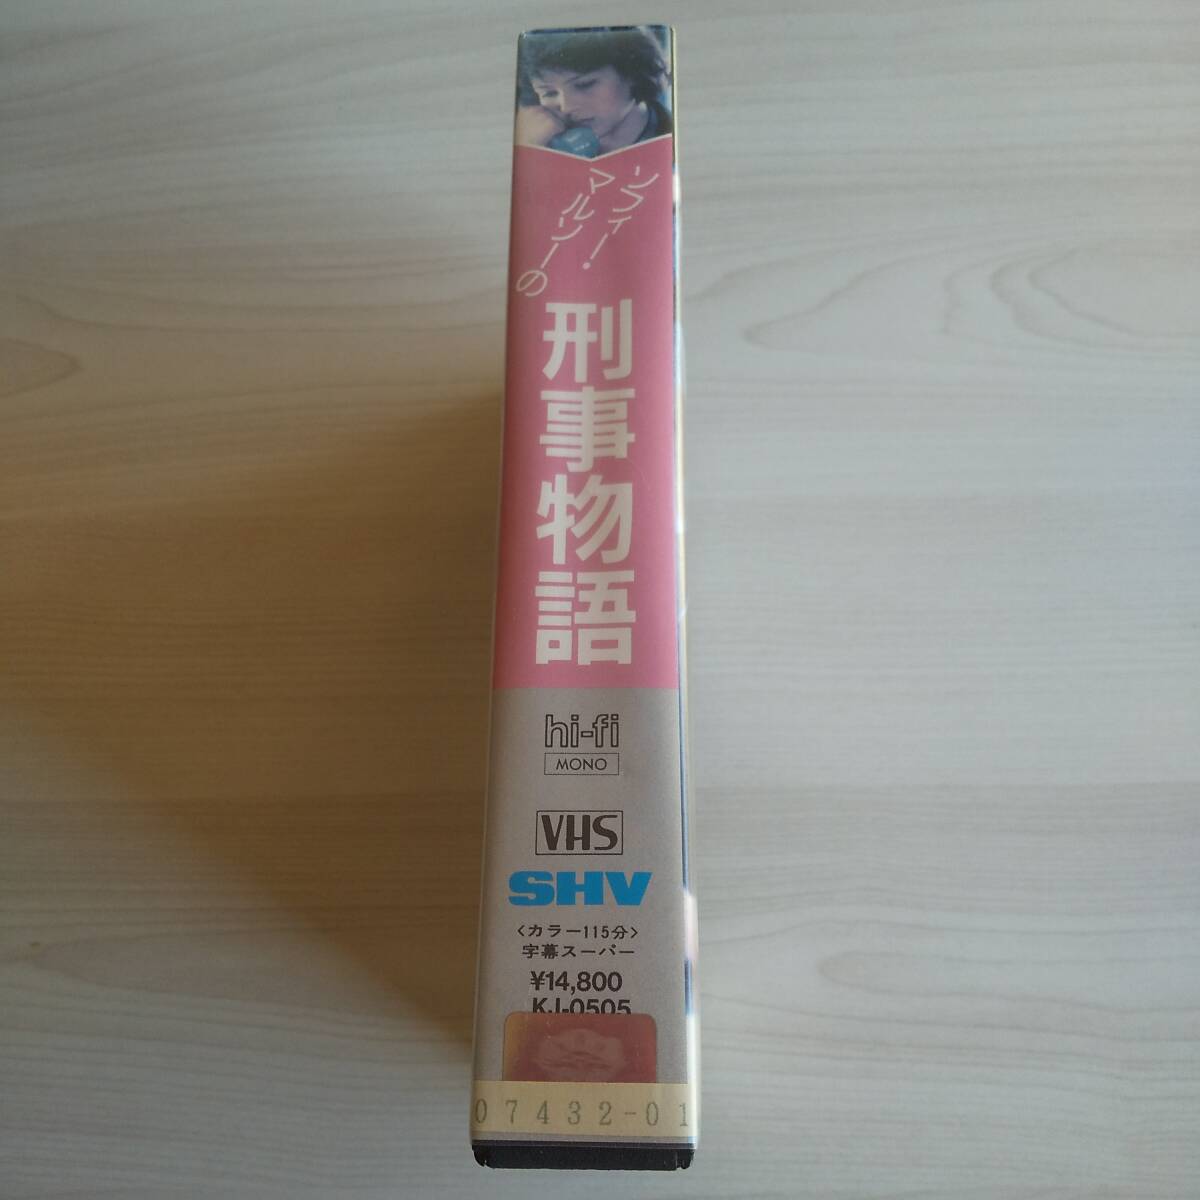 ソフィー・
マルソーの
刑事物語
hi-fi
MONO
VHS
SHV
<カラー115分>
字幕スーパー
¥14,800
KJ-0505
07432-01